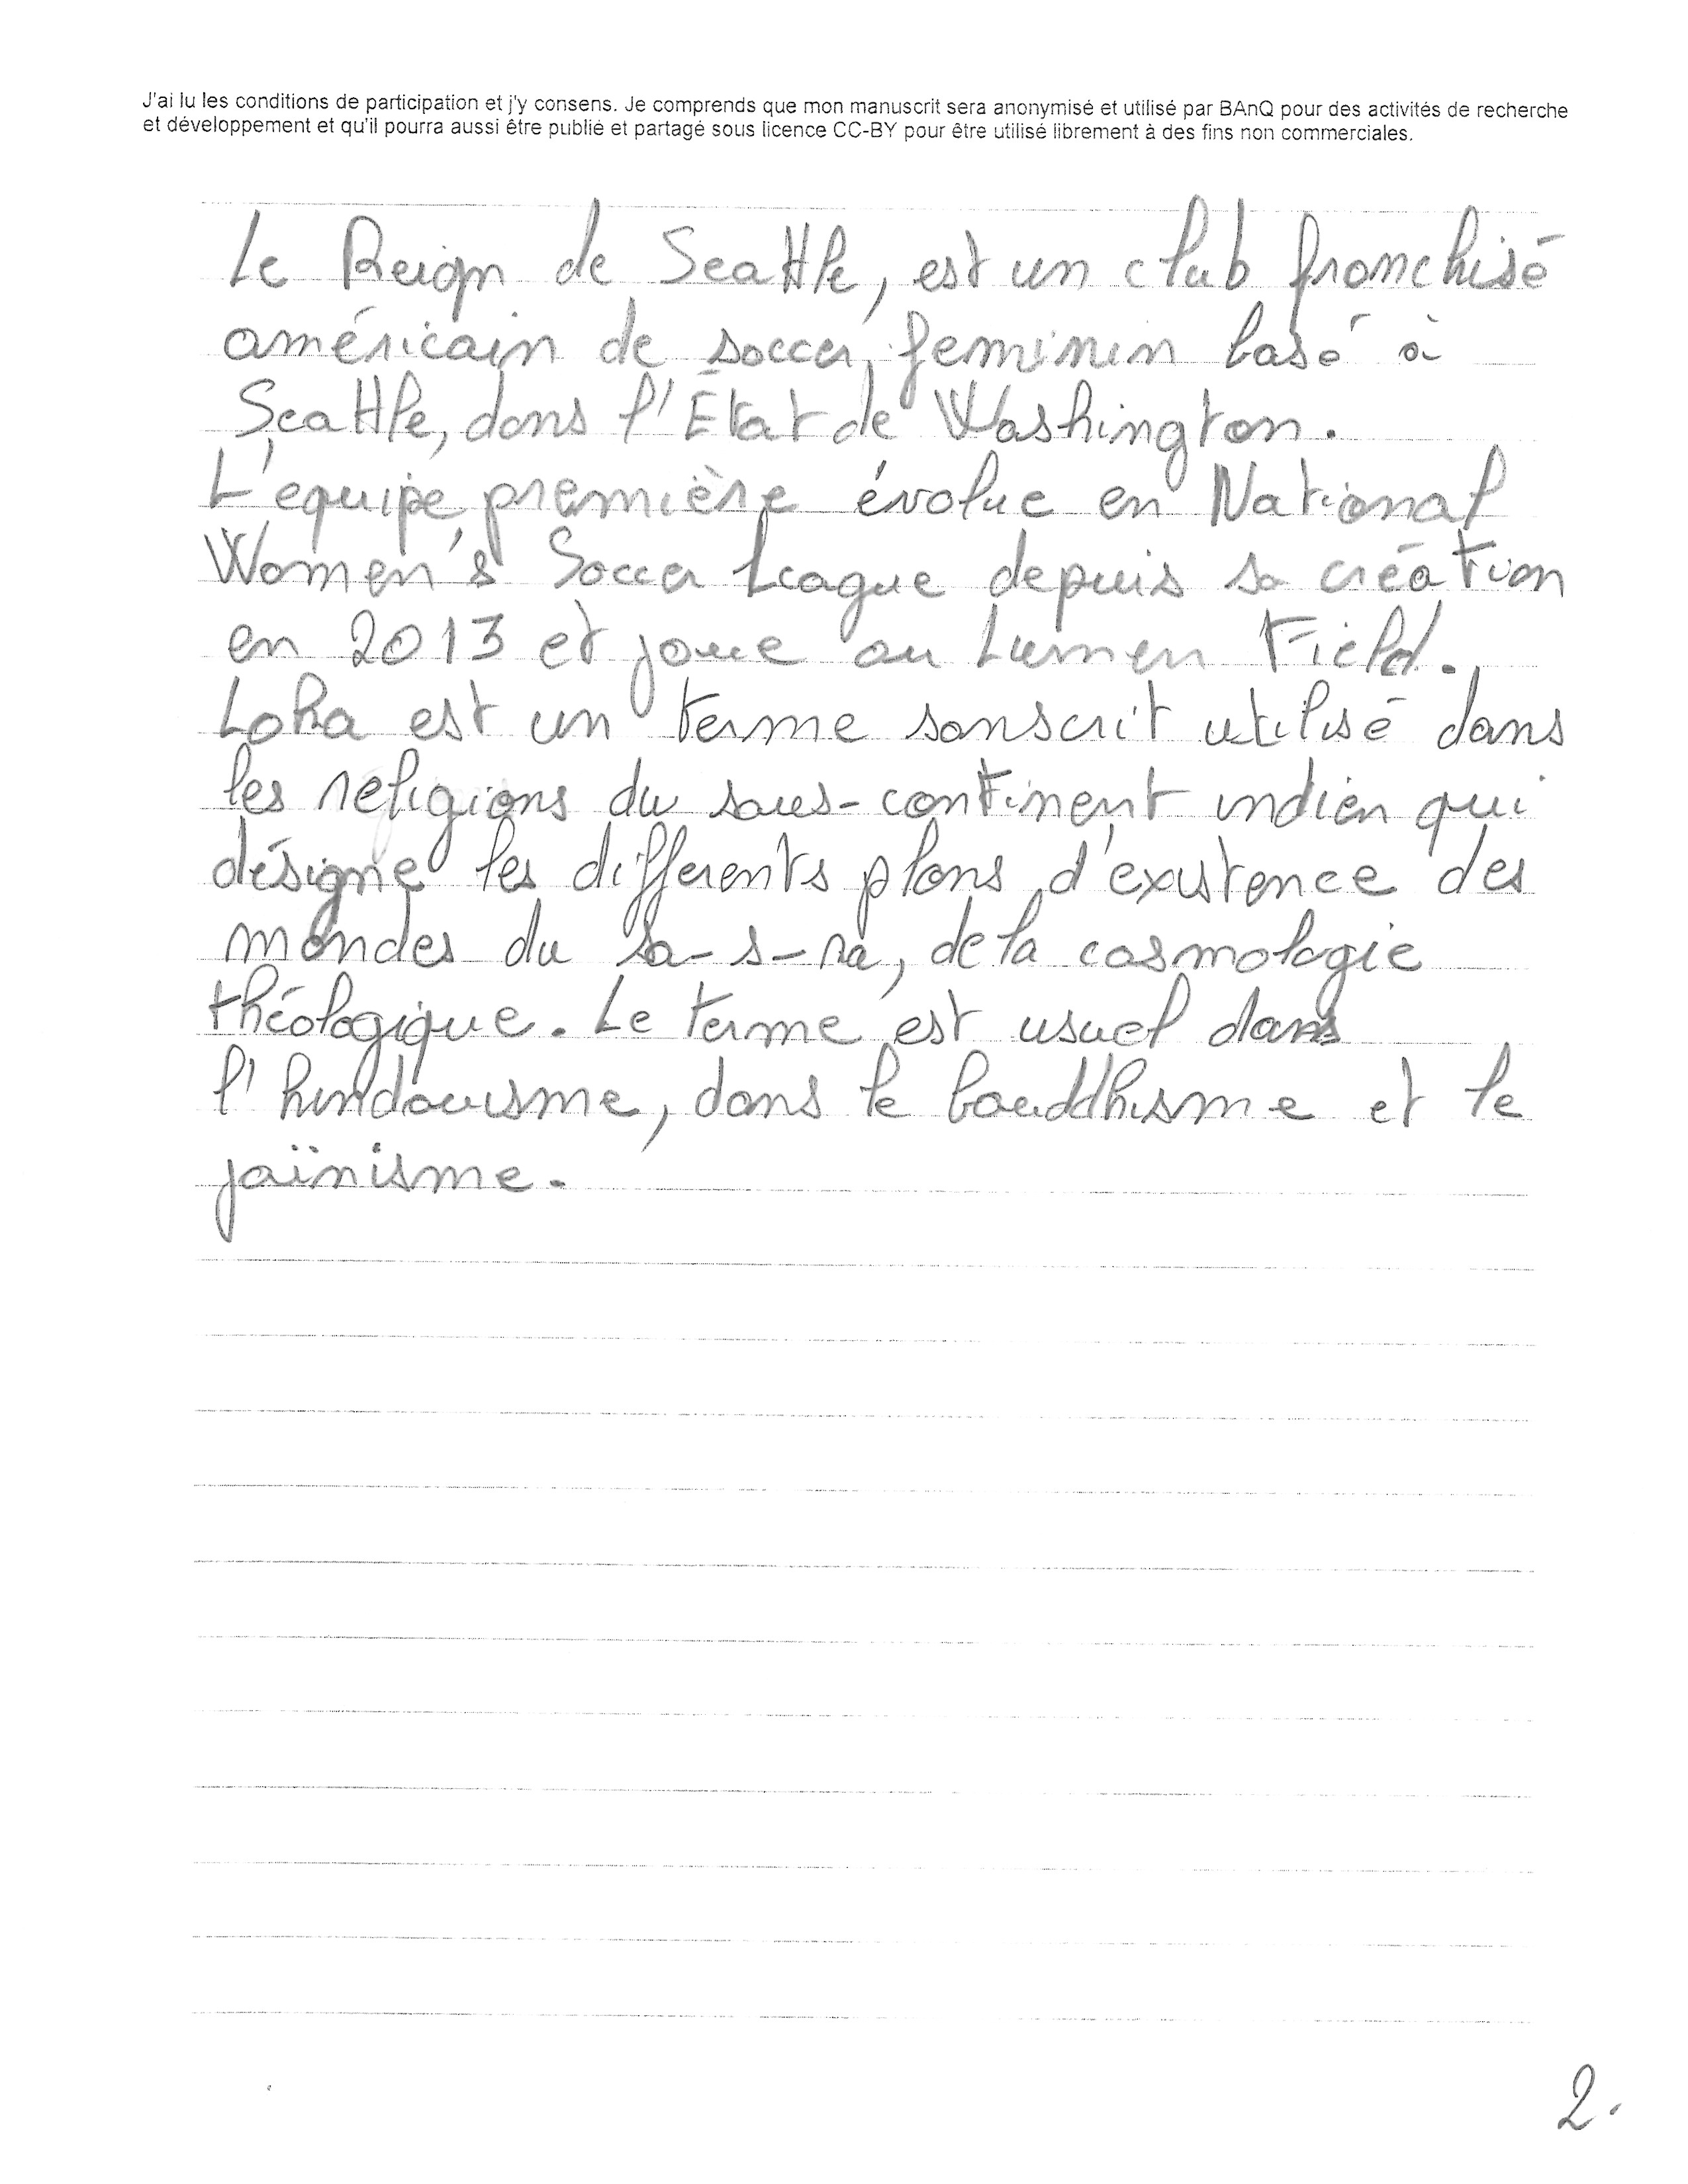 J'ai lu les conditions de participation et j'y consens. Je comprends que mon manuscrit sera anonymisé et utilisé par BAnQ pour des activités de recherche
et développement et qu'il pourra aussi être publié et partagé sous licence CC-BY pour être utilisé librement à des fins non commerciales.
Le Reign de Seattle, est un club franchisé
américain de soccer feminin basé à
Seattle, dans l'État de Washington.
L'equipe première évolue en National
Women's Soccer League depuis sa création
en 2013 et joue au Lumen Field.
Loka est un terme sanscrit utilisé dans
les religions du sous-continent indien qui
désigne les differents plans d'existence des
mondes du sa-s-ra, de la cosmologie
théologique. Le terme est usuel dans
l'hindouisme, dans le bouddhisme et le
jaïnisme.
2.